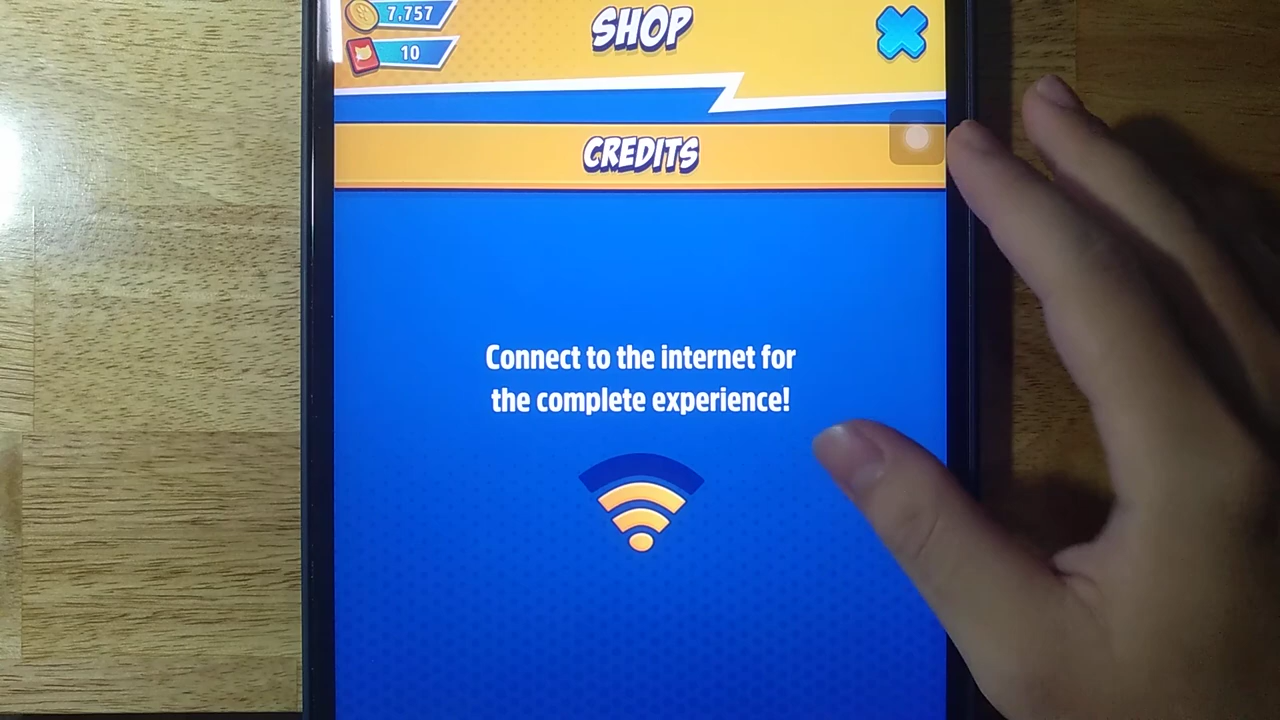 7,757
SHOP
10
CREDITS
Connect to the internet for
the complete experience!